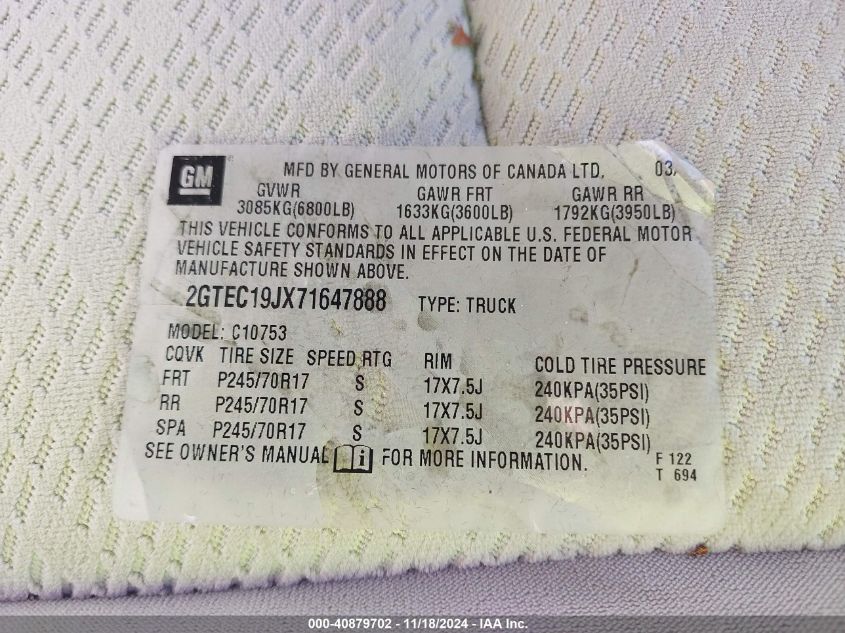 GM MFD BY GENERAL MOTORS OF CANADA LTD. 03/
GVWR GAWR FRT GAWR RR
3085KG(6800LB) 1633KG(3600LB) 1792KG(3950LB)
THIS VEHICLE CONFORMS TO ALL APPLICABLE U.S. FEDERAL MOTOR
VEHICLE SAFETY STANDARDS IN EFFECT ON THE DATE OF
MANUFACTURE SHOWN ABOVE.
2GTEC19JX71647888 TYPE: TRUCK
MODEL: C10753
CQVK TIRE SIZE SPEED RTG RIM COLD TIRE PRESSURE
FRT P245/70R17 S 17X7.5J 240KPA(35PSI)
RR P245/70R17 S 17X7.5J 240KPA(35PSI)
SPA P245/70R17 S 17X7.5J 240KPA(35PSI)
SEE OWNER'S MANUAL i FOR MORE INFORMATION.
F 122
T 694
000-40879702 - 11/18/2024 - IAA Inc.